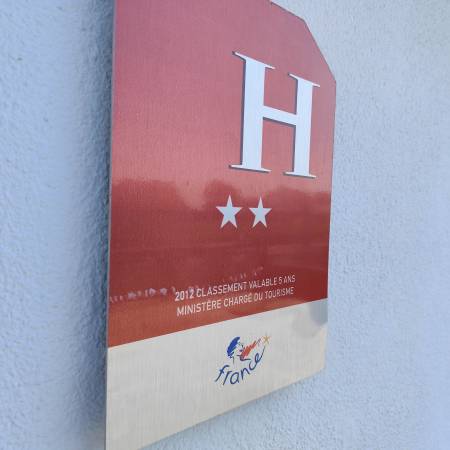 H
★★
2012 CLASSEMENT VALABLE 5 ANS
MINISTÈRE CHARGÉ DU TOURISME
france